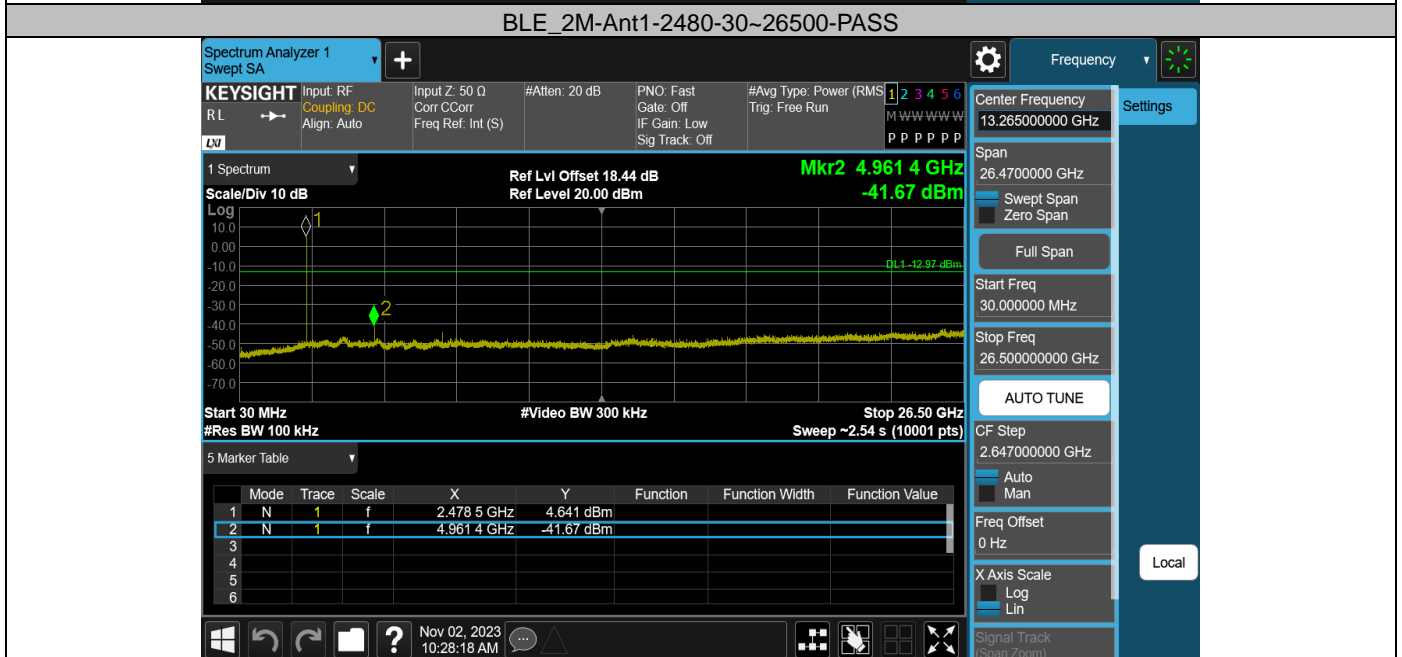 BLE_2M-Ant1-2480-30~26500-PASS
Spectrum Analyzer 1
Swept SA
+
Frequency
KEYSIGHT
RL
LXI
Input: RF
Coupling: DC
Align: Auto
Input Z: 50 Ω
Corr CCorr
Freq Ref: Int (S)
#Atten: 20 dB
PNO: Fast
Gate: Off
IF Gain: Low
Sig Track: Off
#Avg Type: Power (RMS
Trig: Free Run
1 2 3 4 5 6
M W W W W W
P P P P P P
1 Spectrum
Scale/Div 10 dB
Ref Lvl Offset 18.44 dB
Ref Level 20.00 dBm
Mkr2 4.961 4 GHz
-41.67 dBm
Log
10.0
0.00
-10.0
-20.0
-30.0
-40.0
-50.0
-60.0
-70.0
1
2
DL1 -12.97 dBm
Start 30 MHz
#Res BW 100 kHz
#Video BW 300 kHz
Stop 26.50 GHz
Sweep ~2.54 s (10001 pts)
5 Marker Table
Mode Trace Scale X Y Function Function Width Function Value
1 N 1 f 2.478 5 GHz 4.641 dBm
2 N 1 f 4.961 4 GHz -41.67 dBm
3
4
5
6
Nov 02, 2023
10:28:18 AM
?
Center Frequency
13.265000000 GHz
Settings
Span
26.4700000 GHz
Swept Span
Zero Span
Full Span
Start Freq
30.000000 MHz
Stop Freq
26.500000000 GHz
AUTO TUNE
CF Step
2.647000000 GHz
Auto
Man
Freq Offset
0 Hz
X Axis Scale
Log
Lin
Local
Signal Track
(Span Zoom)